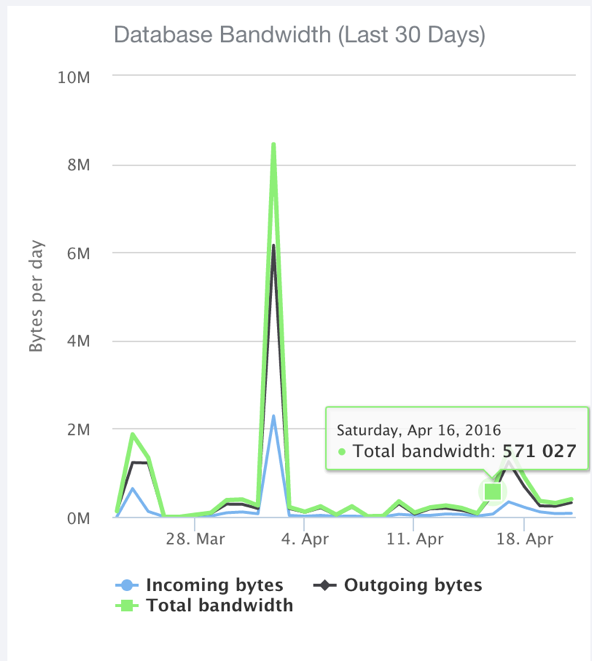 Database Bandwidth (Last 30 Days)
10M
8M
6M
4M
2M
0M
Bytes per day
Saturday, Apr 16, 2016
Total bandwidth: 571 027
28. Mar
4. Apr
11. Apr
18. Apr
Incoming bytes
Outgoing bytes
Total bandwidth